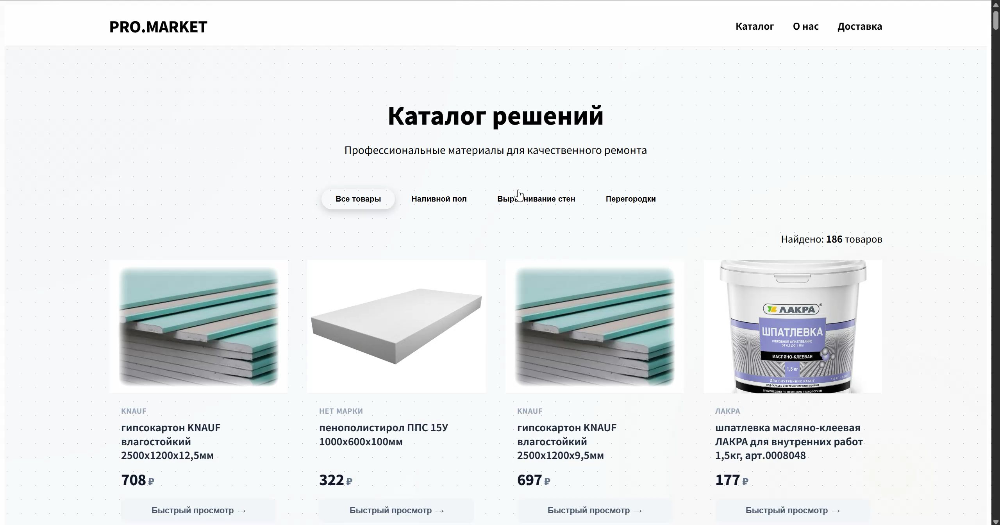 PRO.MARKET
Каталог О нас Доставка
Каталог решений
Профессиональные материалы для качественного ремонта
Все товары Наливной пол Выравнивание стен Перегородки
Найдено: 186 товаров
ЛАКРА®
ШПАТЛЕВКА
СПЛОШНОЕ ШПАТЛЕВАНИЕ
ОТ 0,5 ДО 1 ММ
МАСЛЯНО-КЛЕЕВАЯ
1,5 кг
ДЛЯ ВНУТРЕННИХ РАБОТ
ПОД ОКРАСКУ И ОКЛЕЙКУ ЛЕГКИМИ ОБОЯМИ
ПРОИЗВЕДЕНО ПО НЕМЕЦКИМ ТЕХНОЛОГИЯМ
KNAUF
гипсокартон KNAUF
влагостойкий
2500х1200х12,5мм
708 ₽
Быстрый просмотр →
НЕТ МАРКИ
пенополистирол ППС 15У
1000х600х100мм
322 ₽
Быстрый просмотр →
KNAUF
гипсокартон KNAUF
влагостойкий
2500х1200х9,5мм
697 ₽
Быстрый просмотр →
ЛАКРА
шпатлевка масляно-клеевая
ЛАКРА для внутренних работ
1,5кг, арт.0008048
177 ₽
Быстрый просмотр →